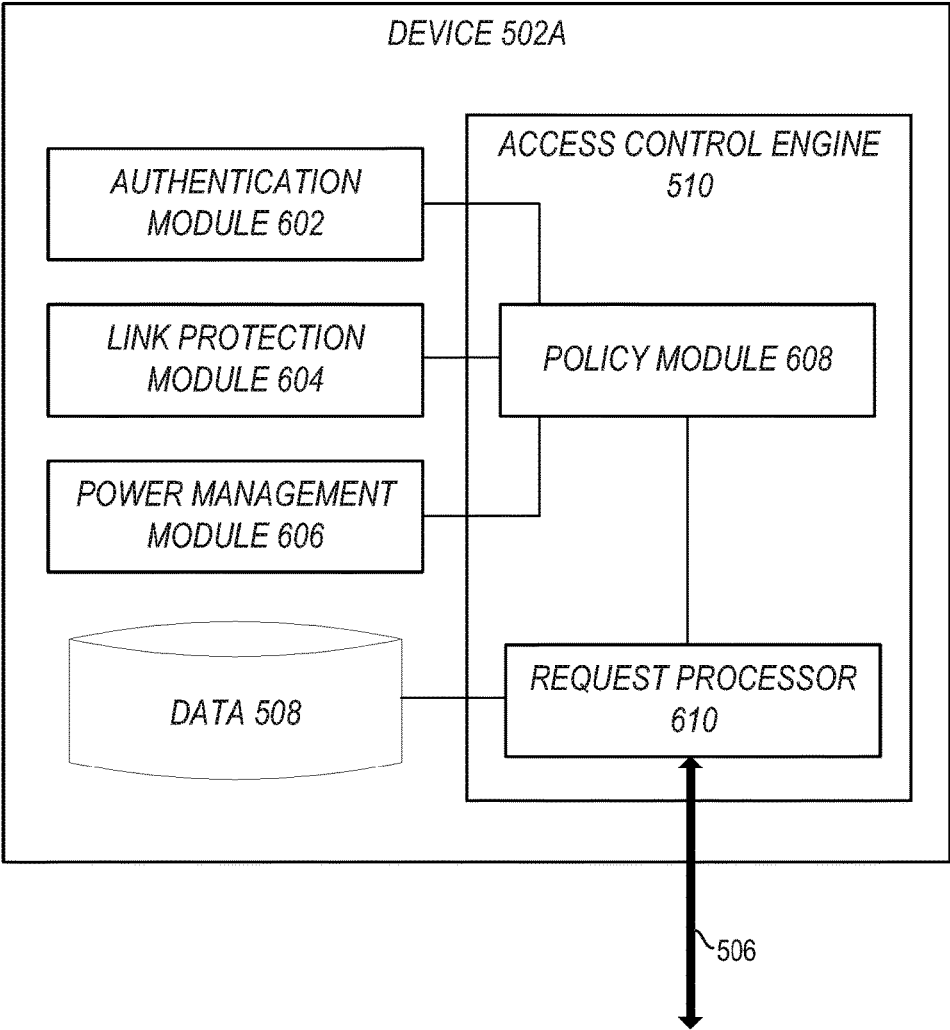 DEVICE 502A
ACCESS CONTROL ENGINE
510
AUTHENTICATION
MODULE 602
LINK PROTECTION
MODULE 604
POLICY MODULE 608
POWER MANAGEMENT
MODULE 606
DATA 508
REQUEST PROCESSOR
610
506